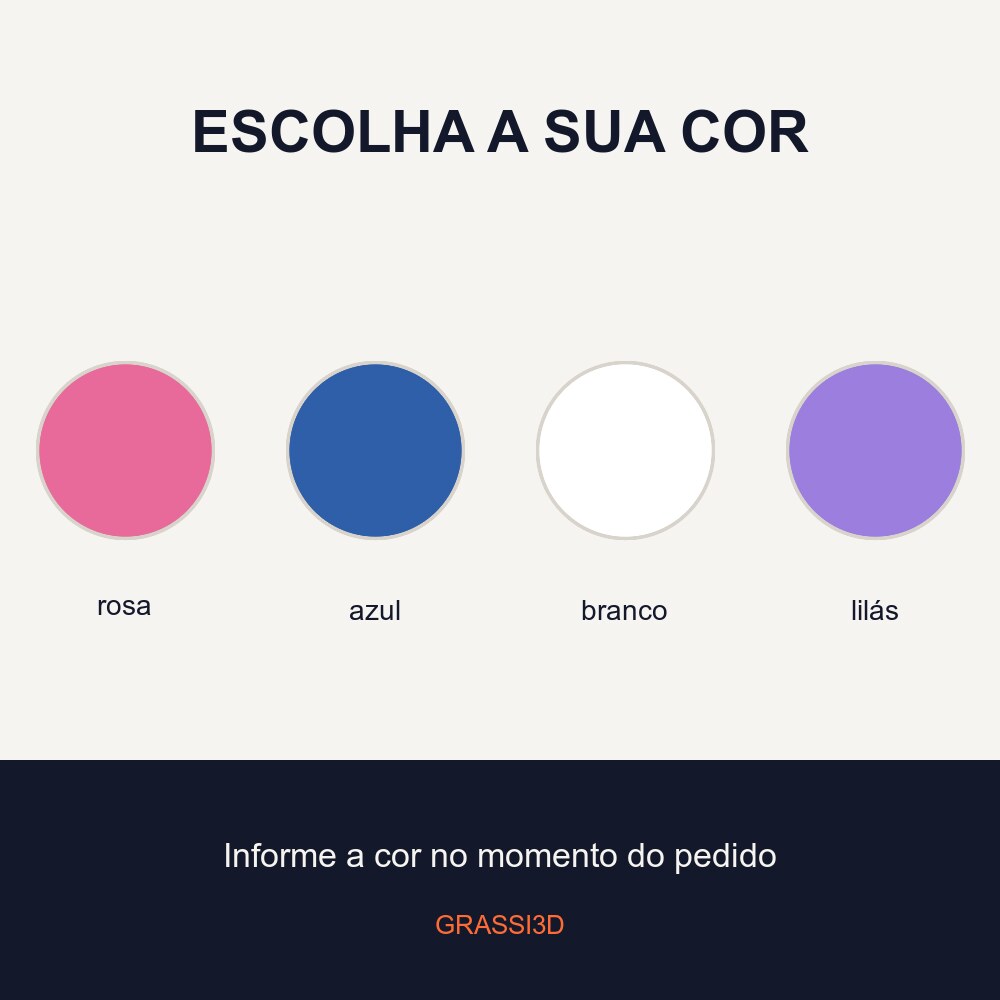 ESCOLHA A SUA COR
rosa
azul
branco
lilás
Informe a cor no momento do pedido
GRASSI3D